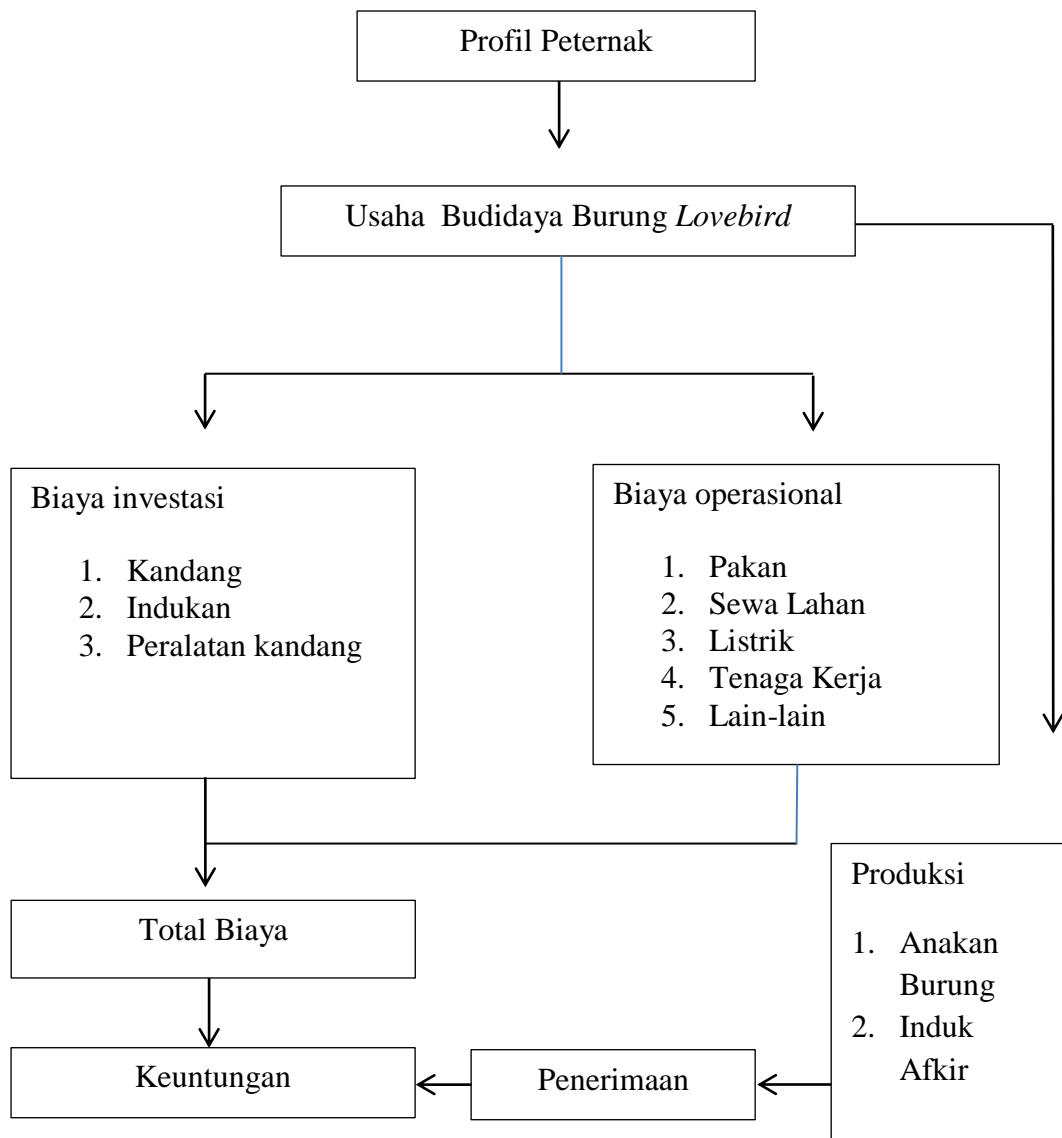 Profil Peternak
Usaha Budidaya Burung Lovebird
Biaya investasi
1. Kandang
2. Indukan
3. Peralatan kandang
Biaya operasional
1. Pakan
2. Sewa Lahan
3. Listrik
4. Tenaga Kerja
5. Lain-lain
Total Biaya
Produksi
1. Anakan
Burung
2. Induk
Afkir
Keuntungan
Penerimaan